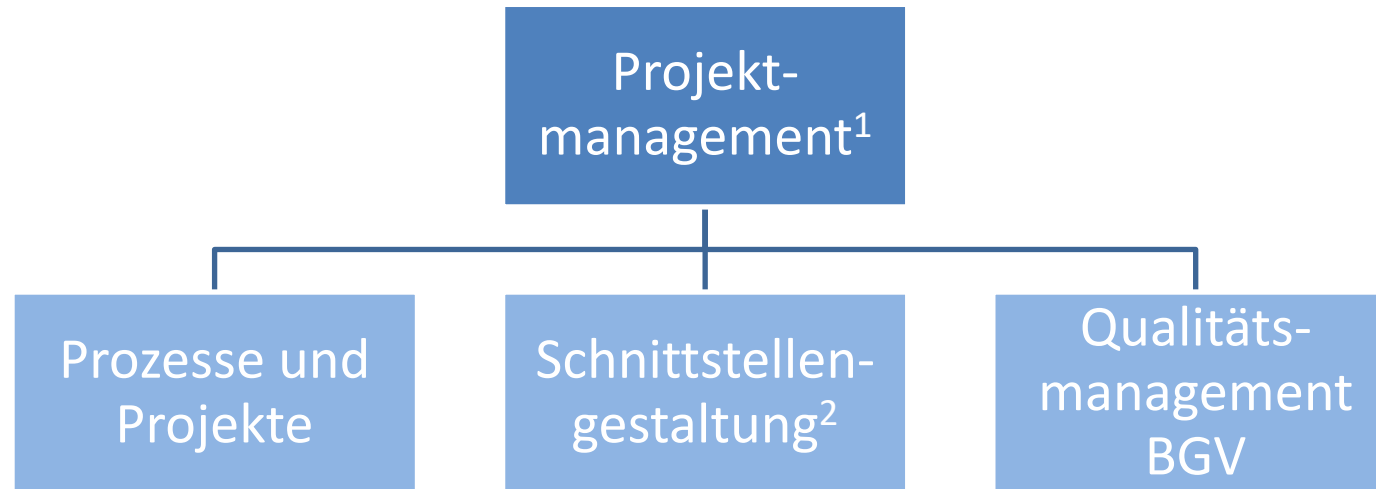 Projekt-
management¹
Prozesse und
Projekte
Schnittstellen-
gestaltung²
Qualitäts-
management
BGV